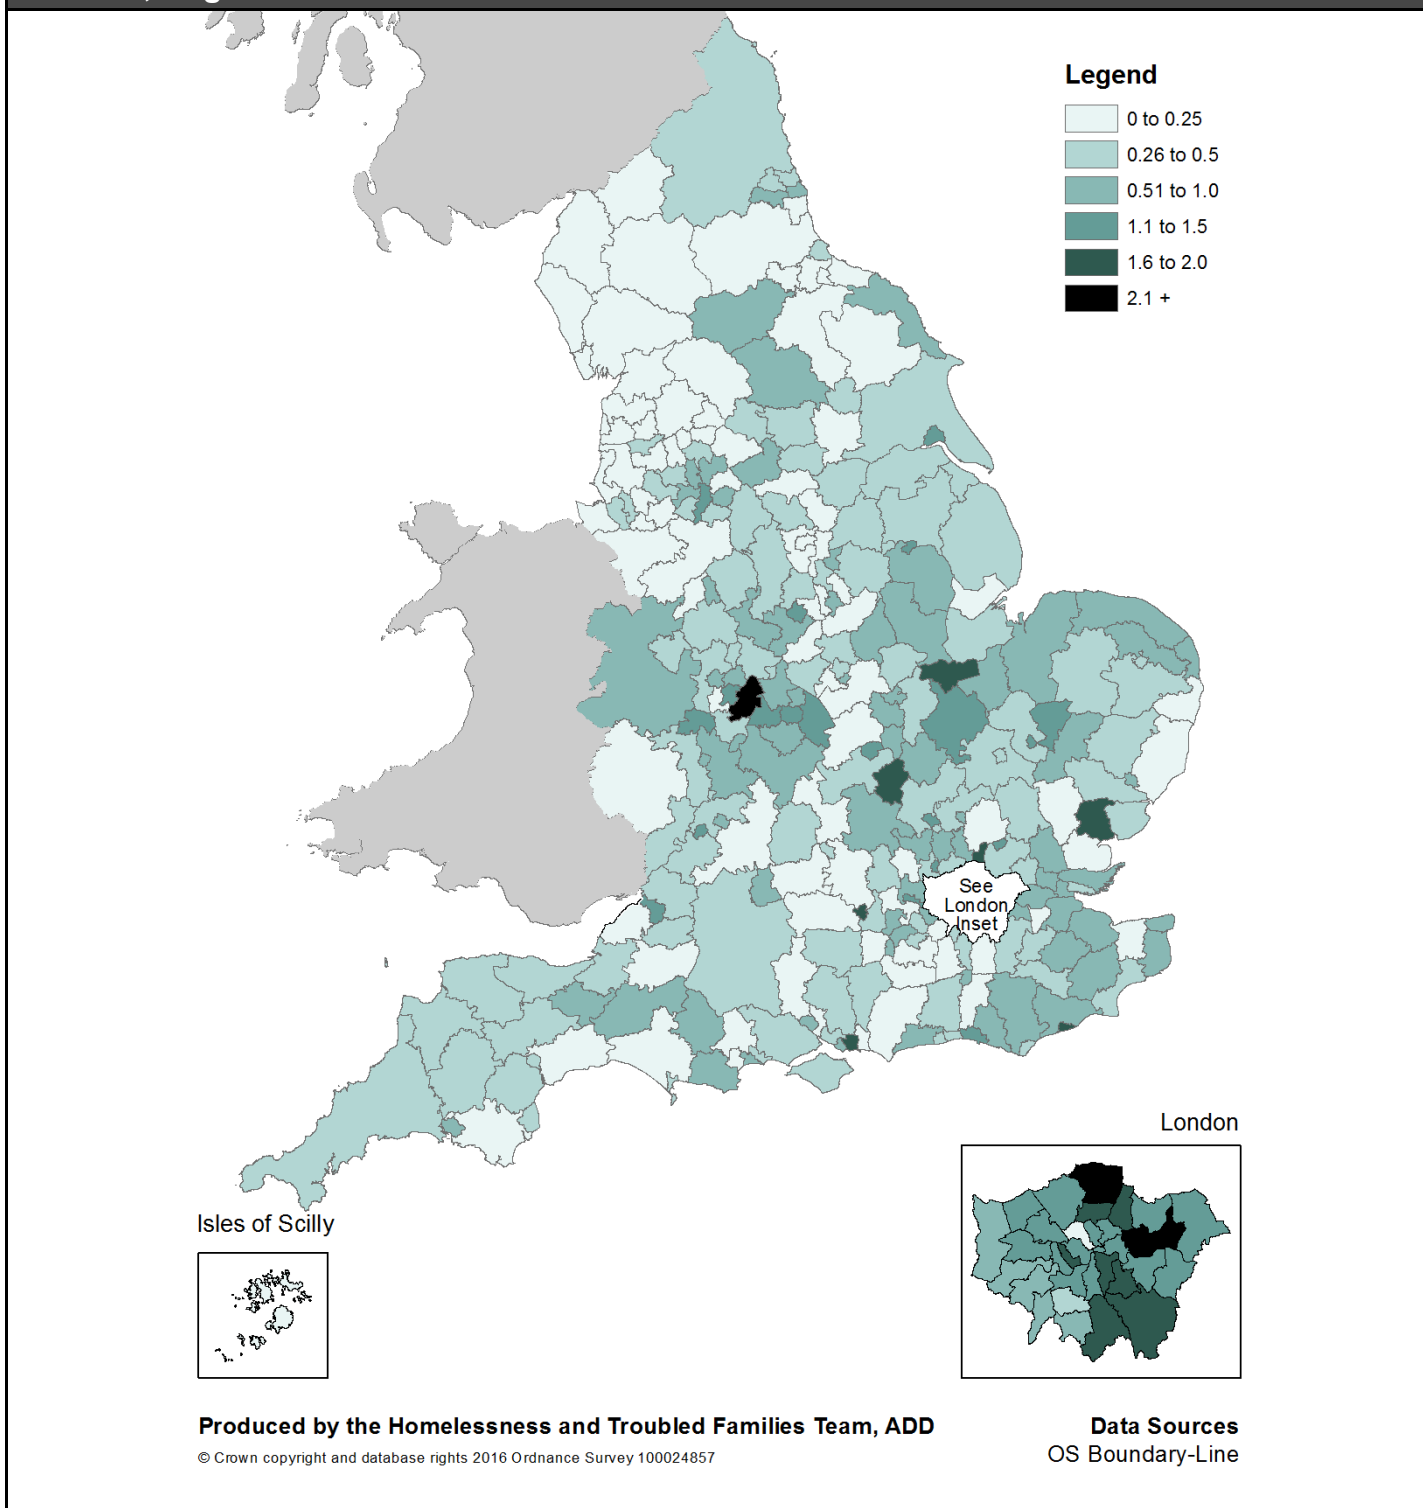 Legend
0 to 0.25
0.26 to 0.5
0.51 to 1.0
1.1 to 1.5
1.6 to 2.0
2.1 +
See
London
Inset
London
Isles of Scilly
Produced by the Homelessness and Troubled Families Team, ADD
© Crown copyright and database rights 2016 Ordnance Survey 100024857
Data Sources
OS Boundary-Line